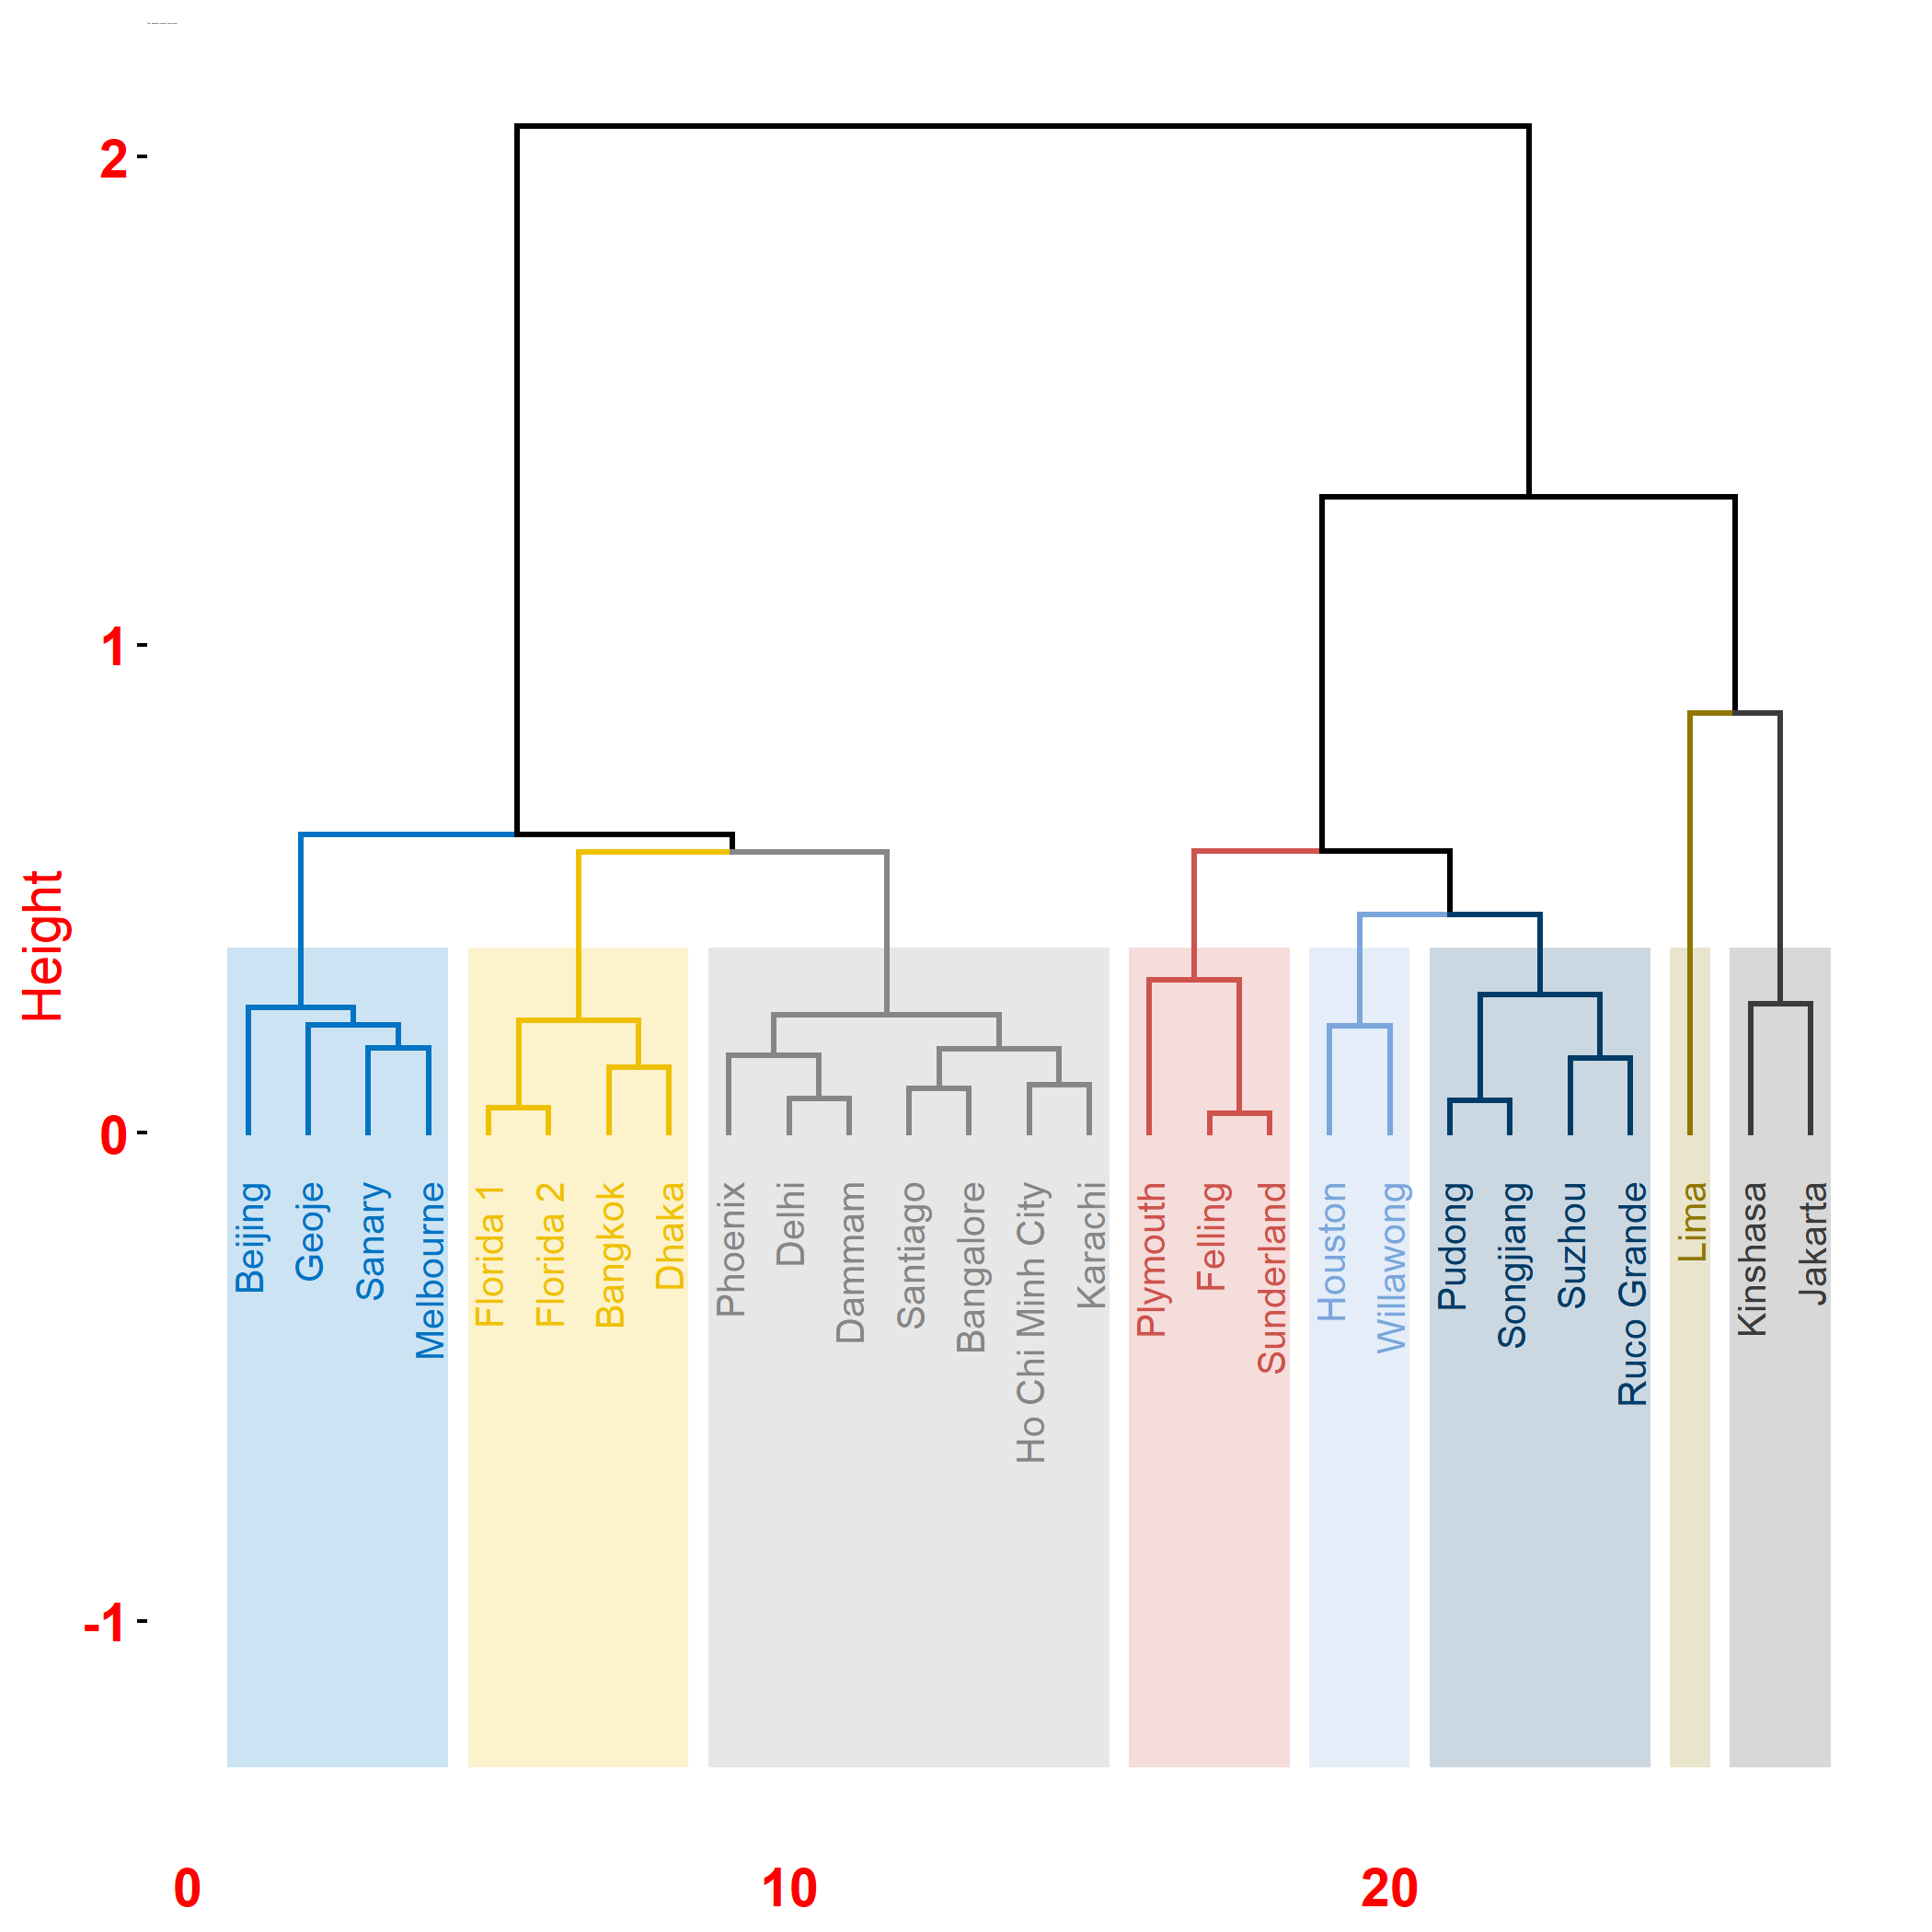 2
1
0
-1
Height
Beijing
Geoje
Sanary
Melbourne
Florida 1
Florida 2
Bangkok
Dhaka
Phoenix
Delhi
Dammam
Santiago
Bangalore
Ho Chi Minh City
Karachi
Plymouth
Felling
Sunderland
Houston
Willawong
Pudong
Songjiang
Suzhou
Ruco Grande
Lima
Kinshasa
Jakarta
0 10 20